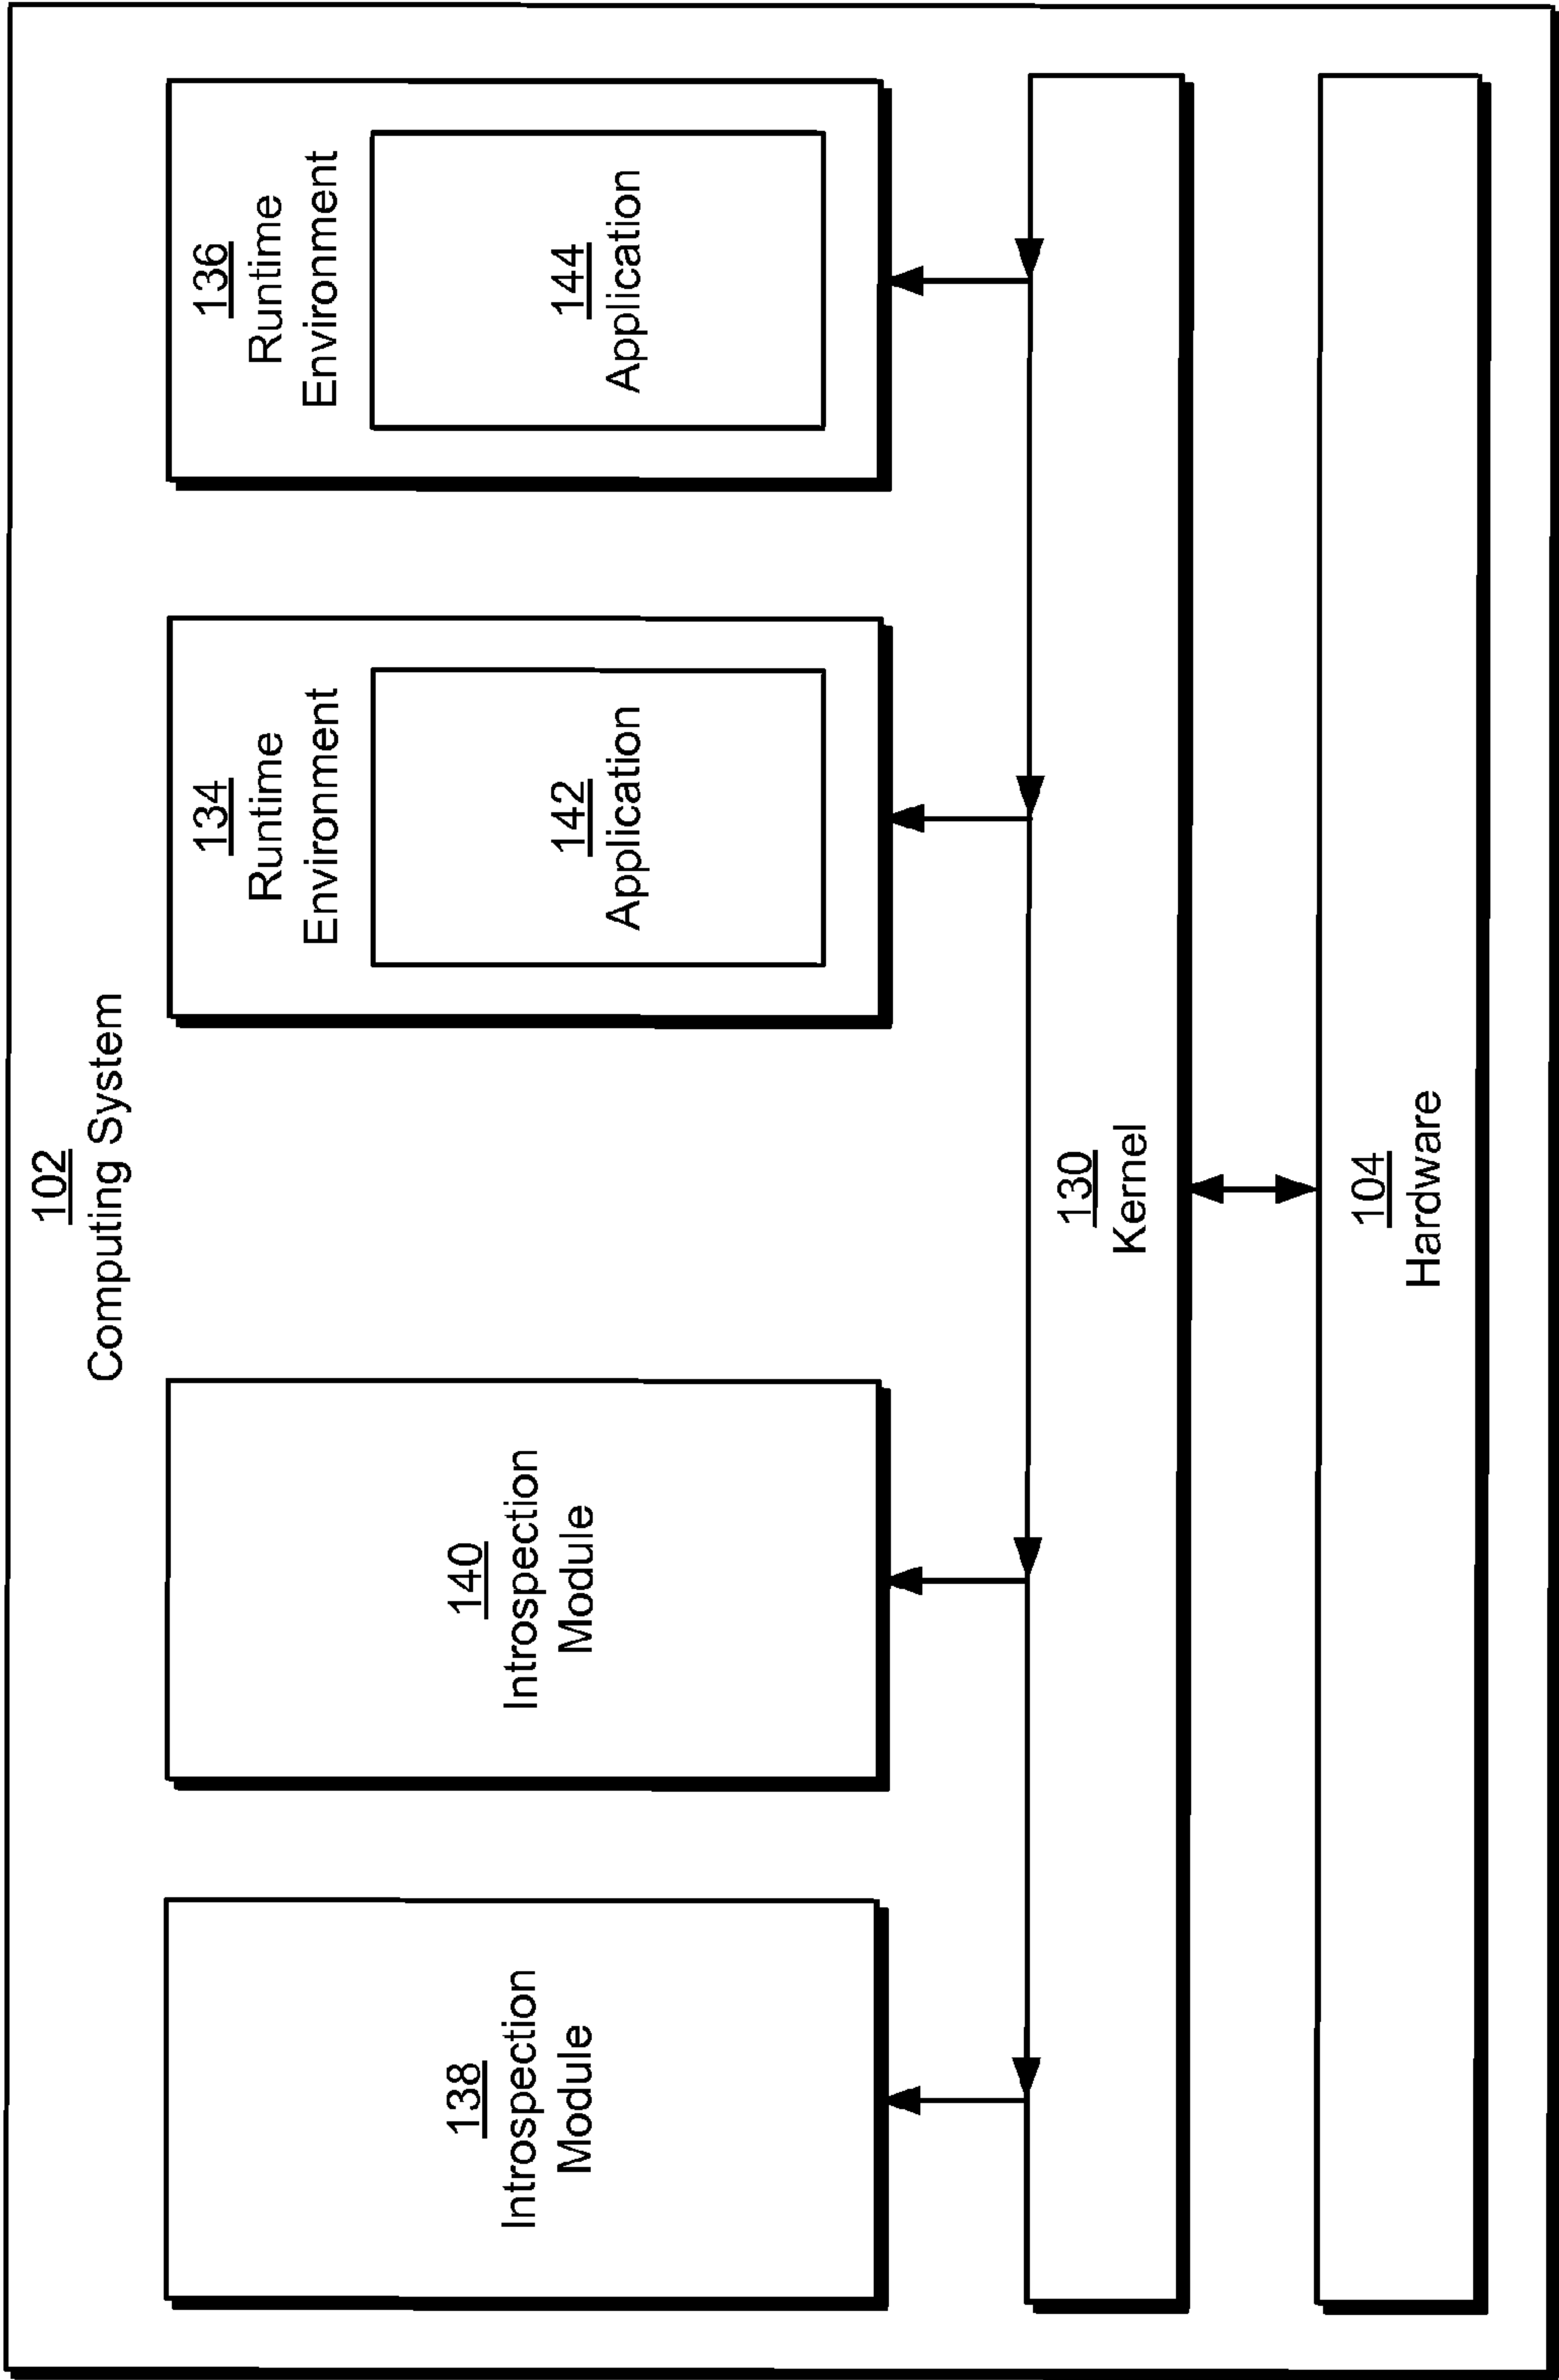 102
Computing System
138
Introspection
Module
140
Introspection
Module
134
Runtime
Environment
142
Application
136
Runtime
Environment
144
Application
130
Kernel
104
Hardware